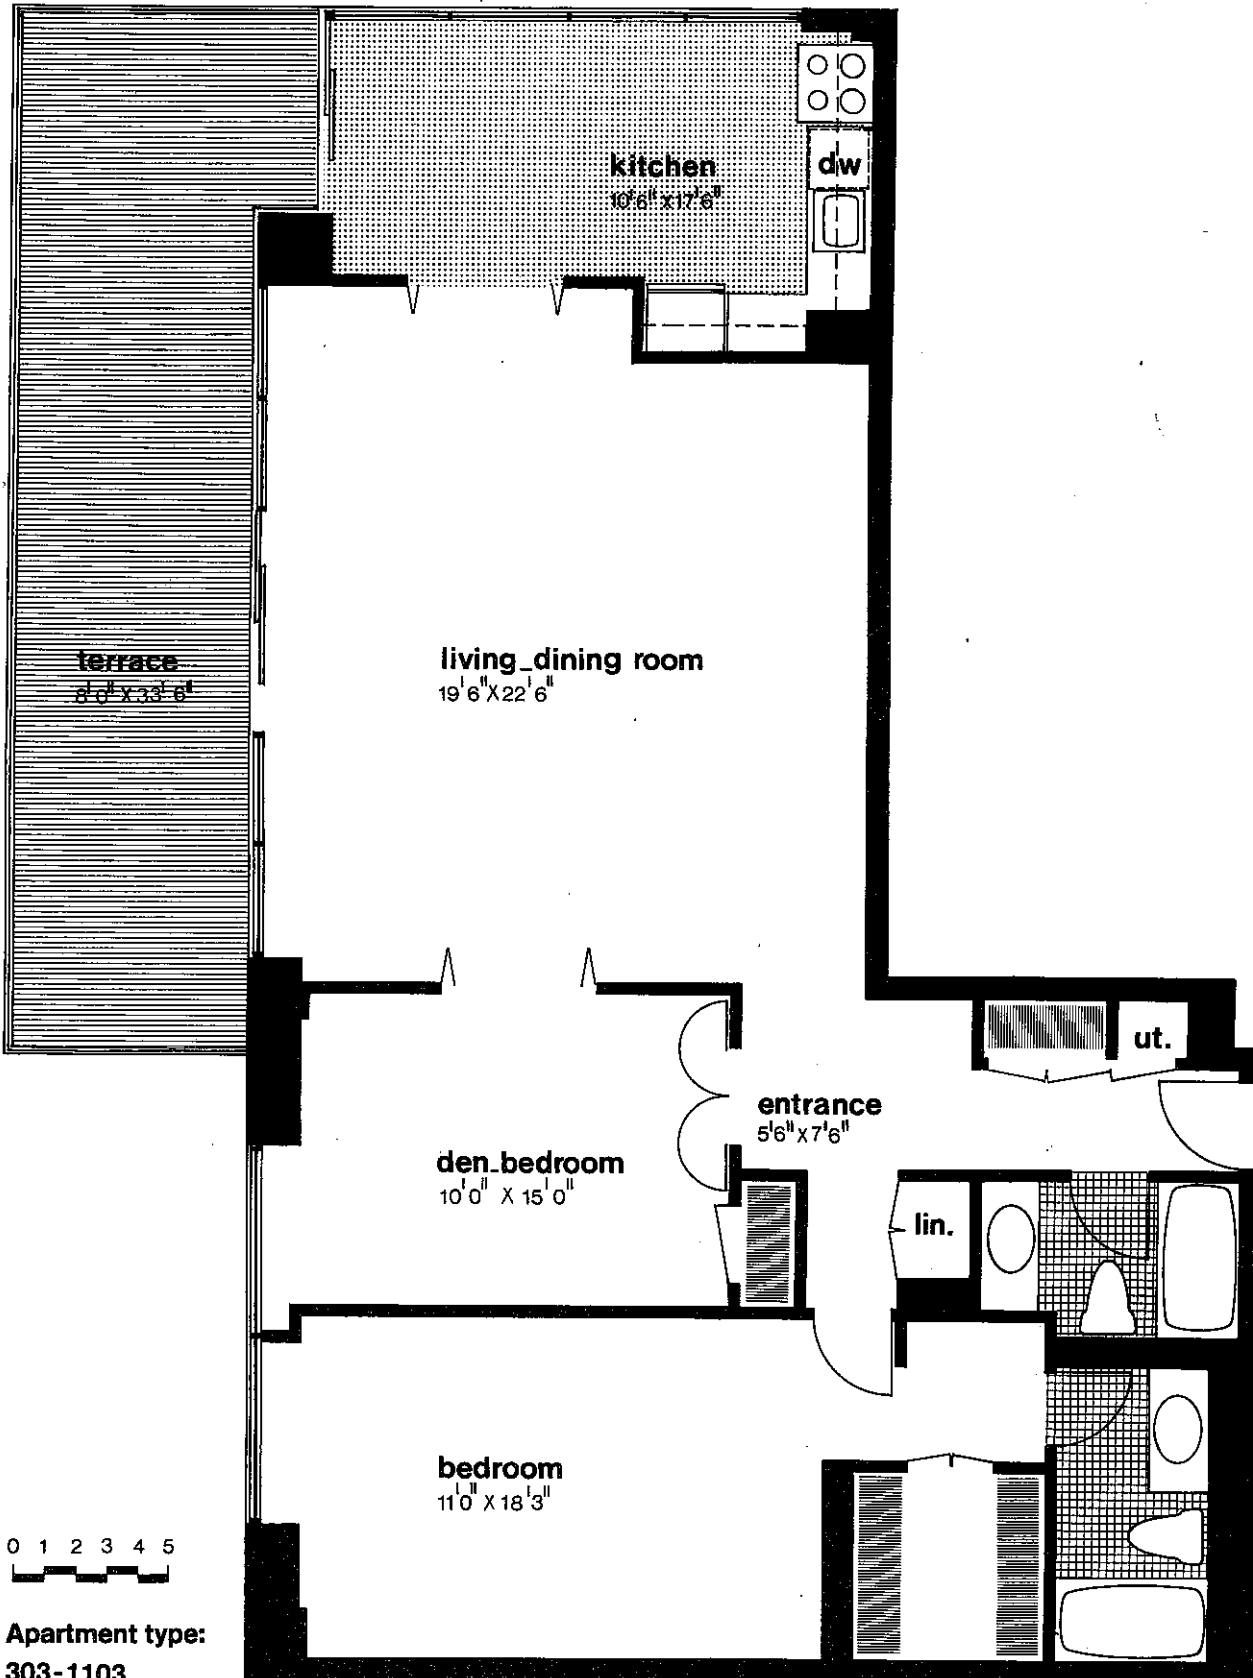 kitchen
10'6" X 17'6"
dw
terrace
8'0" X 33'6"
living_dining room
19'6" X 22'6"
ut.
entrance
5'6" X 7'6"
den_bedroom
10'0" X 15'0"
lin.
bedroom
11'0" X 18'3"
0 1 2 3 4 5
Apartment type:
303-1103